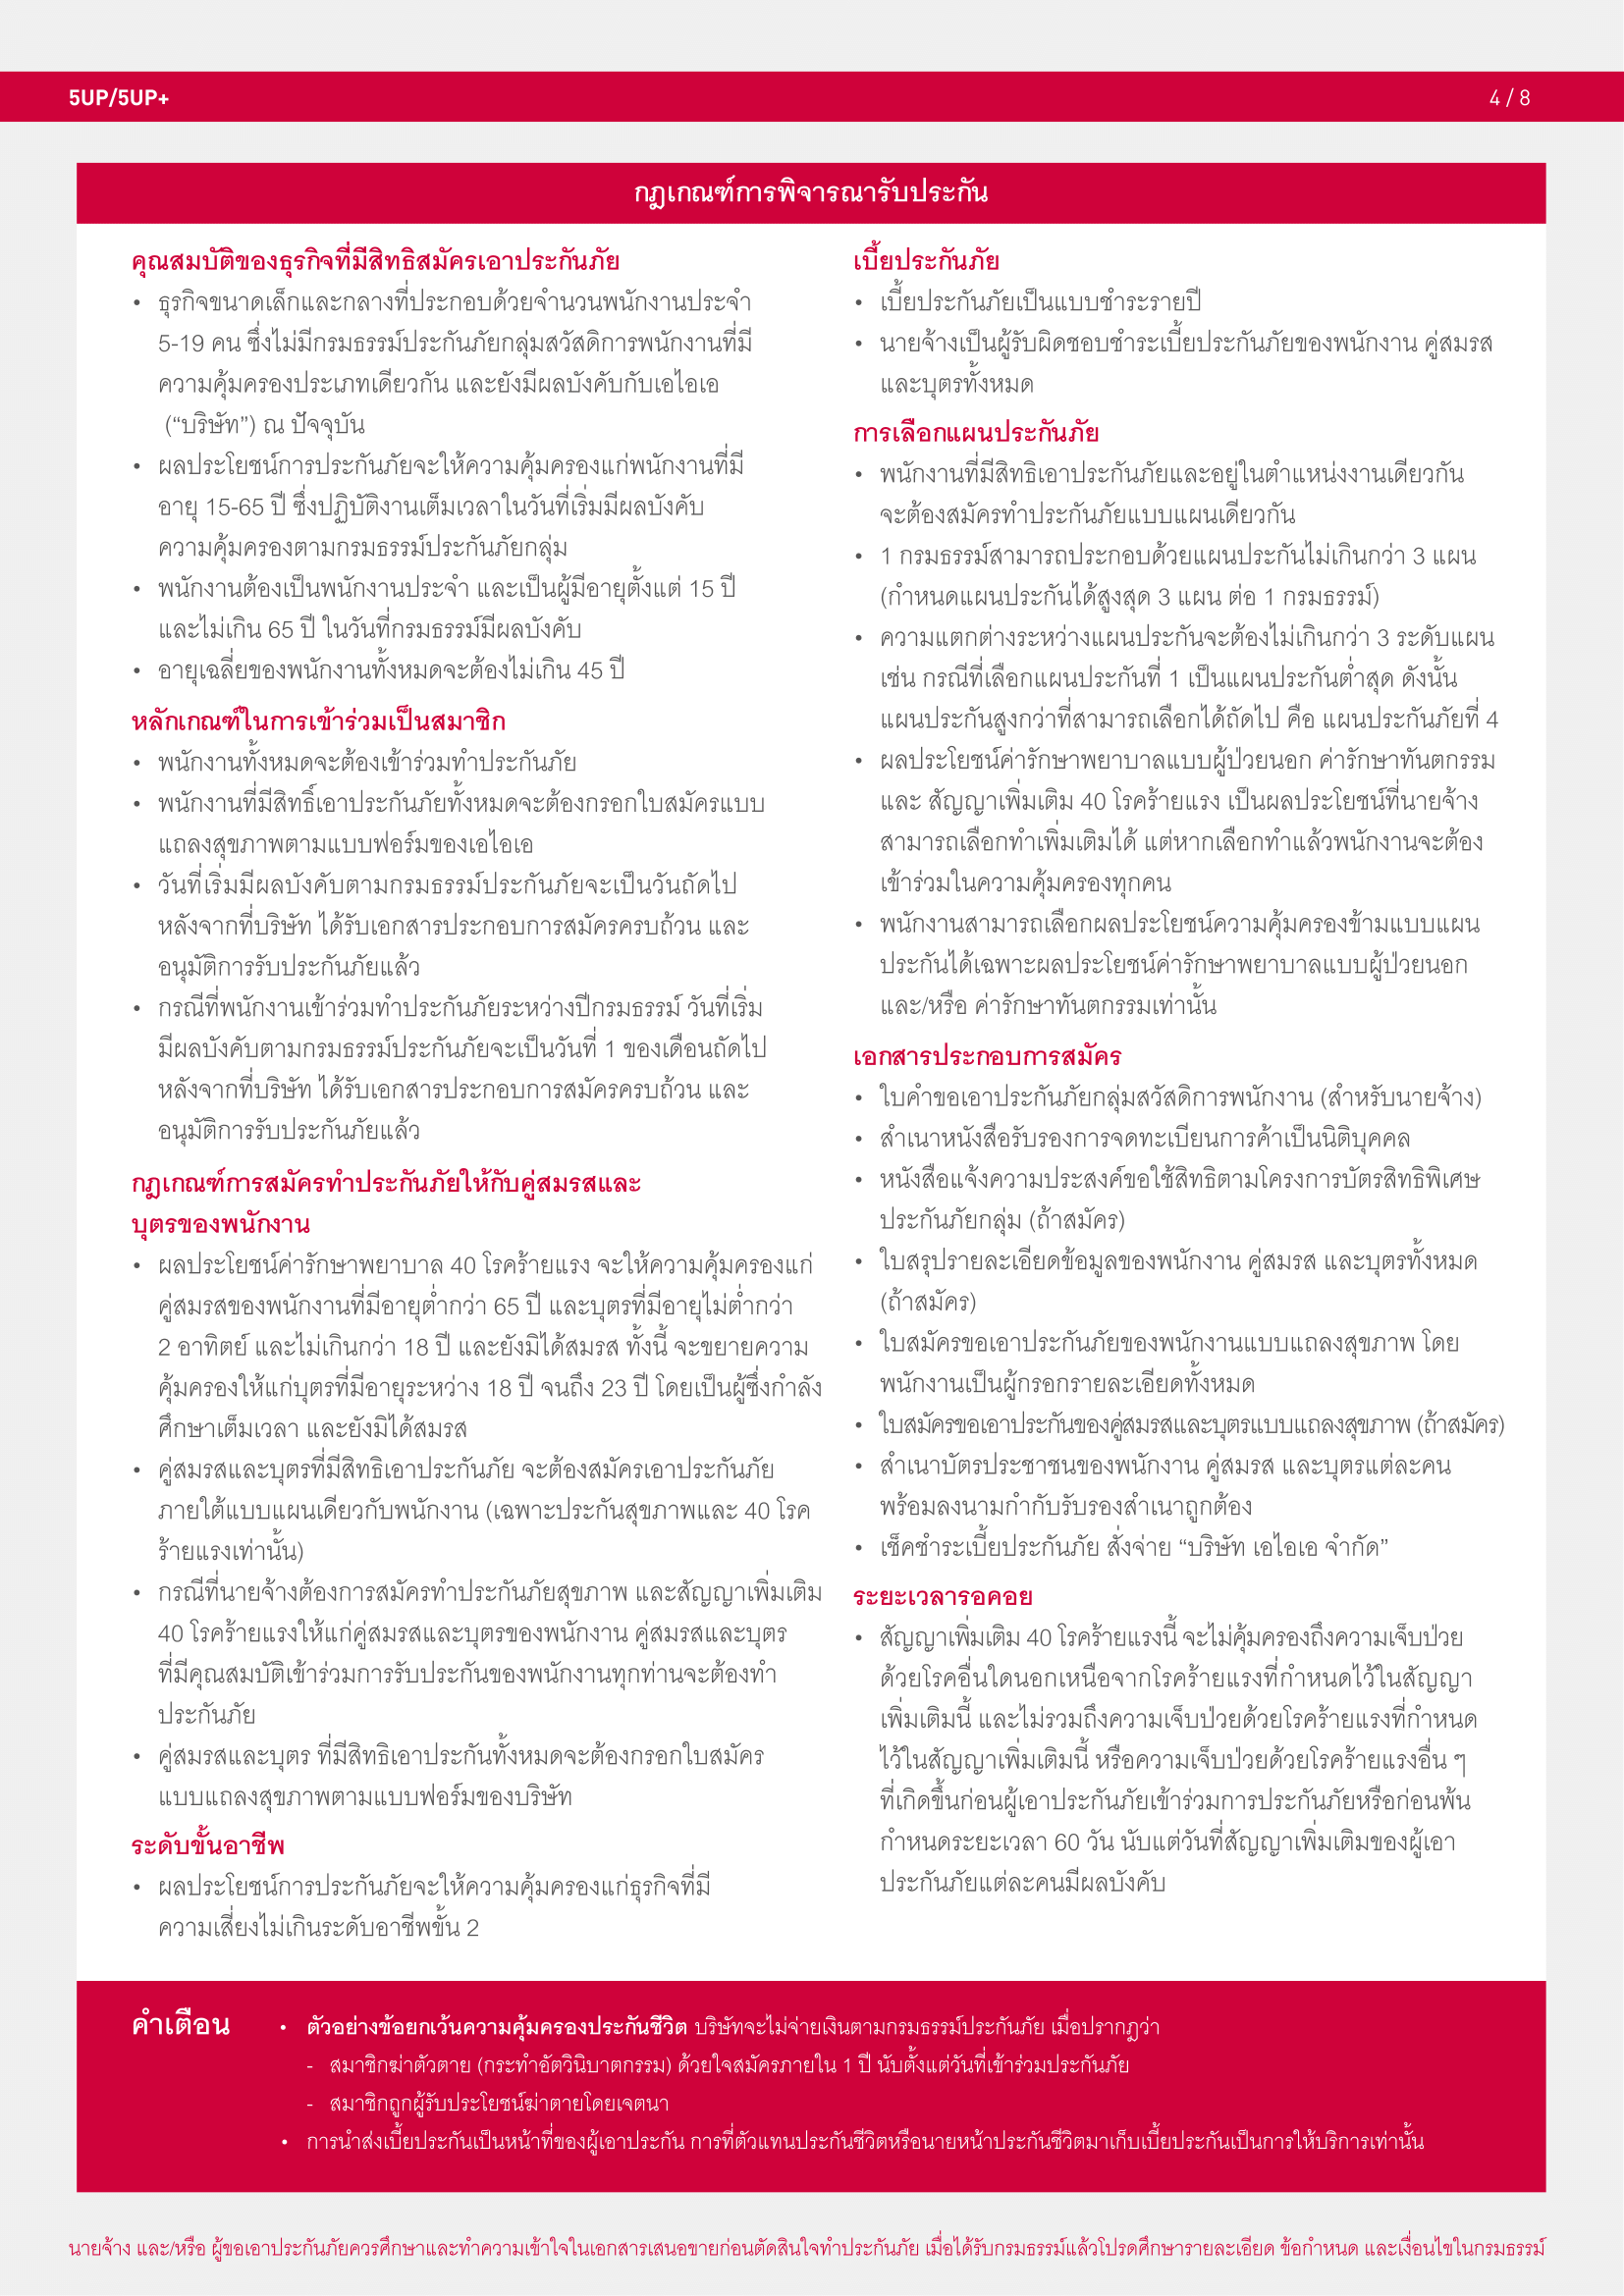 5UP/5UP+
4 / 8
กฎเกณฑ์การพิจารณารับประกัน
คุณสมบัติของธุรกิจที่มีสิทธิสมัครเอาประกันภัย
• ธุรกิจขนาดเล็กและกลางที่ประกอบด้วยจำนวนพนักงานประจำ
5-19 คน ซึ่งไม่มีกรมธรรม์ประกันภัยกลุ่มสวัสดิการพนักงานที่มี
ความคุ้มครองประเภทเดียวกัน และยังมีผลบังคับกับเอไอเอ
(“บริษัท”) ณ ปัจจุบัน
• ผลประโยชน์การประกันภัยจะให้ความคุ้มครองแก่พนักงานที่มี
อายุ 15-65 ปี ซึ่งปฏิบัติงานเต็มเวลาในวันที่เริ่มมีผลบังคับ
ความคุ้มครองตามกรมธรรม์ประกันภัยกลุ่ม
• พนักงานต้องเป็นพนักงานประจำ และเป็นผู้มีอายุตั้งแต่ 15 ปี
และไม่เกิน 65 ปี ในวันที่กรมธรรม์มีผลบังคับ
• อายุเฉลี่ยของพนักงานทั้งหมดจะต้องไม่เกิน 45 ปี
หลักเกณฑ์ในการเข้าร่วมเป็นสมาชิก
• พนักงานทั้งหมดจะต้องเข้าร่วมทำประกันภัย
• พนักงานที่มีสิทธิ์เอาประกันภัยทั้งหมดจะต้องกรอกใบสมัครแบบ
แถลงสุขภาพตามแบบฟอร์มของเอไอเอ
• วันที่เริ่มมีผลบังคับตามกรมธรรม์ประกันภัยจะเป็นวันถัดไป
หลังจากที่บริษัท ได้รับเอกสารประกอบการสมัครครบถ้วน และ
อนุมัติการรับประกันภัยแล้ว
• กรณีที่พนักงานเข้าร่วมทำประกันภัยระหว่างปีกรมธรรม์ วันที่เริ่ม
มีผลบังคับตามกรมธรรม์ประกันภัยจะเป็นวันที่ 1 ของเดือนถัดไป
หลังจากที่บริษัท ได้รับเอกสารประกอบการสมัครครบถ้วน และ
อนุมัติการรับประกันภัยแล้ว
กฎเกณฑ์การสมัครทำประกันภัยให้กับคู่สมรสและ
บุตรของพนักงาน
• ผลประโยชน์ค่ารักษาพยาบาล 40 โรคร้ายแรง จะให้ความคุ้มครองแก่
คู่สมรสของพนักงานที่มีอายุต่ำกว่า 65 ปี และบุตรที่มีอายุไม่ต่ำกว่า
2 อาทิตย์ และไม่เกินกว่า 18 ปี และยังมิได้สมรส ทั้งนี้ จะขยายความ
คุ้มครองให้แก่บุตรที่มีอายุระหว่าง 18 ปี จนถึง 23 ปี โดยเป็นผู้ซึ่งกำลัง
ศึกษาเต็มเวลา และยังมิได้สมรส
• คู่สมรสและบุตรที่มีสิทธิเอาประกันภัย จะต้องสมัครเอาประกันภัย
ภายใต้แบบแผนเดียวกับพนักงาน (เฉพาะประกันสุขภาพและ 40 โรค
ร้ายแรงเท่านั้น)
• กรณีที่นายจ้างต้องการสมัครทำประกันภัยสุขภาพ และสัญญาเพิ่มเติม
40 โรคร้ายแรงให้แก่คู่สมรสและบุตรของพนักงาน คู่สมรสและบุตร
ที่มีคุณสมบัติเข้าร่วมการรับประกันของพนักงานทุกท่านจะต้องทำ
ประกันภัย
• คู่สมรสและบุตร ที่มีสิทธิเอาประกันทั้งหมดจะต้องกรอกใบสมัคร
แบบแถลงสุขภาพตามแบบฟอร์มของบริษัท
ระดับขั้นอาชีพ
• ผลประโยชน์การประกันภัยจะให้ความคุ้มครองแก่ธุรกิจที่มี
ความเสี่ยงไม่เกินระดับอาชีพขั้น 2
เบี้ยประกันภัย
• เบี้ยประกันภัยเป็นแบบชำระรายปี
• นายจ้างเป็นผู้รับผิดชอบชำระเบี้ยประกันภัยของพนักงาน คู่สมรส
และบุตรทั้งหมด
การเลือกแผนประกันภัย
• พนักงานที่มีสิทธิเอาประกันภัยและอยู่ในตำแหน่งงานเดียวกัน
จะต้องสมัครทำประกันภัยแบบแผนเดียวกัน
• 1 กรมธรรม์สามารถประกอบด้วยแผนประกันไม่เกินกว่า 3 แผน
(กำหนดแผนประกันได้สูงสุด 3 แผน ต่อ 1 กรมธรรม์)
• ความแตกต่างระหว่างแผนประกันจะต้องไม่เกินกว่า 3 ระดับแผน
เช่น กรณีที่เลือกแผนประกันที่ 1 เป็นแผนประกันต่ำสุด ดังนั้น
แผนประกันสูงกว่าที่สามารถเลือกได้ถัดไป คือ แผนประกันภัยที่ 4
• ผลประโยชน์ค่ารักษาพยาบาลแบบผู้ป่วยนอก ค่ารักษาทันตกรรม
และ สัญญาเพิ่มเติม 40 โรคร้ายแรง เป็นผลประโยชน์ที่นายจ้าง
สามารถเลือกทำเพิ่มเติมได้ แต่หากเลือกทำแล้วพนักงานจะต้อง
เข้าร่วมในความคุ้มครองทุกคน
• พนักงานสามารถเลือกผลประโยชน์ความคุ้มครองข้ามแบบแผน
ประกันได้เฉพาะผลประโยชน์ค่ารักษาพยาบาลแบบผู้ป่วยนอก
และ/หรือ ค่ารักษาทันตกรรมเท่านั้น
เอกสารประกอบการสมัคร
• ใบคำขอเอาประกันภัยกลุ่มสวัสดิการพนักงาน (สำหรับนายจ้าง)
• สำเนาหนังสือรับรองการจดทะเบียนการค้าเป็นนิติบุคคล
• หนังสือแจ้งความประสงค์ขอใช้สิทธิตามโครงการบัตรสิทธิพิเศษ
ประกันภัยกลุ่ม (ถ้าสมัคร)
• ใบสรุปรายละเอียดข้อมูลของพนักงาน คู่สมรส และบุตรทั้งหมด
(ถ้าสมัคร)
• ใบสมัครขอเอาประกันภัยของพนักงานแบบแถลงสุขภาพ โดย
พนักงานเป็นผู้กรอกรายละเอียดทั้งหมด
• ใบสมัครขอเอาประกันของคู่สมรสและบุตรแบบแถลงสุขภาพ (ถ้าสมัคร)
• สำเนาบัตรประชาชนของพนักงาน คู่สมรส และบุตรแต่ละคน
พร้อมลงนามกำกับรับรองสำเนาถูกต้อง
• เช็คชำระเบี้ยประกันภัย สั่งจ่าย “บริษัท เอไอเอ จำกัด”
ระยะเวลารอคอย
• สัญญาเพิ่มเติม 40 โรคร้ายแรงนี้ จะไม่คุ้มครองถึงความเจ็บป่วย
ด้วยโรคอื่นใดนอกเหนือจากโรคร้ายแรงที่กำหนดไว้ในสัญญา
เพิ่มเติมนี้ และไม่รวมถึงความเจ็บป่วยด้วยโรคร้ายแรงที่กำหนด
ไว้ในสัญญาเพิ่มเติมนี้ หรือความเจ็บป่วยด้วยโรคร้ายแรงอื่น ๆ
ที่เกิดขึ้นก่อนผู้เอาประกันภัยเข้าร่วมการประกันภัยหรือก่อนพ้น
กำหนดระยะเวลา 60 วัน นับแต่วันที่สัญญาเพิ่มเติมของผู้เอา
ประกันภัยแต่ละคนมีผลบังคับ
คำเตือน
• ตัวอย่างข้อยกเว้นความคุ้มครองประกันชีวิต บริษัทจะไม่จ่ายเงินตามกรมธรรม์ประกันภัย เมื่อปรากฏว่า
- สมาชิกฆ่าตัวตาย (กระทำอัตวินิบาตกรรม) ด้วยใจสมัครภายใน 1 ปี นับตั้งแต่วันที่เข้าร่วมประกันภัย
- สมาชิกถูกผู้รับประโยชน์ฆ่าตายโดยเจตนา
• การนำส่งเบี้ยประกันเป็นหน้าที่ของผู้เอาประกัน การที่ตัวแทนประกันชีวิตหรือนายหน้าประกันชีวิตมาเก็บเบี้ยประกันเป็นการให้บริการเท่านั้น
นายจ้าง และ/หรือ ผู้ขอเอาประกันภัยควรศึกษาและทำความเข้าใจในเอกสารเสนอขายก่อนตัดสินใจทำประกันภัย เมื่อได้รับกรมธรรม์แล้วโปรดศึกษารายละเอียด ข้อกำหนด และเงื่อนไขในกรมธรรม์